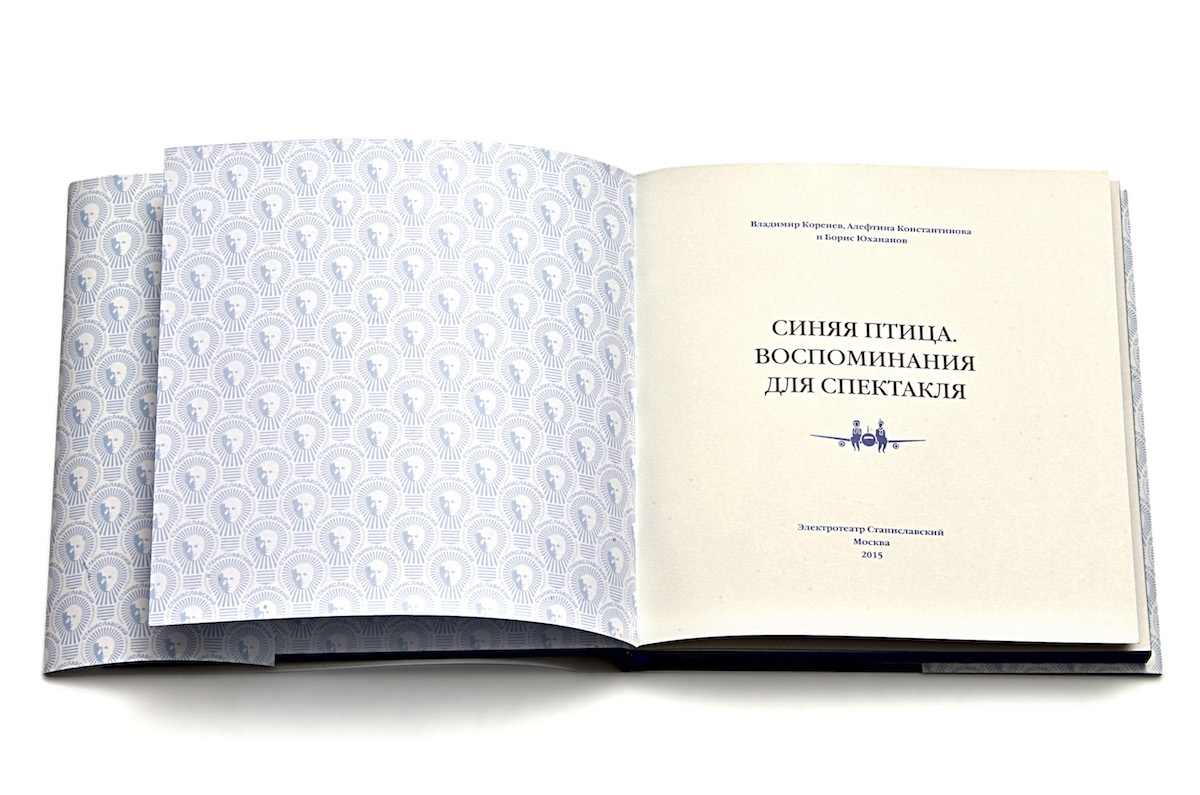 Владимир Коренев, Алефтина Константинова
и Борис Юхананов
СИНЯЯ ПТИЦА.
ВОСПОМИНАНИЯ
ДЛЯ СПЕКТАКЛЯ
Электротеатр Станиславский
Москва
2015